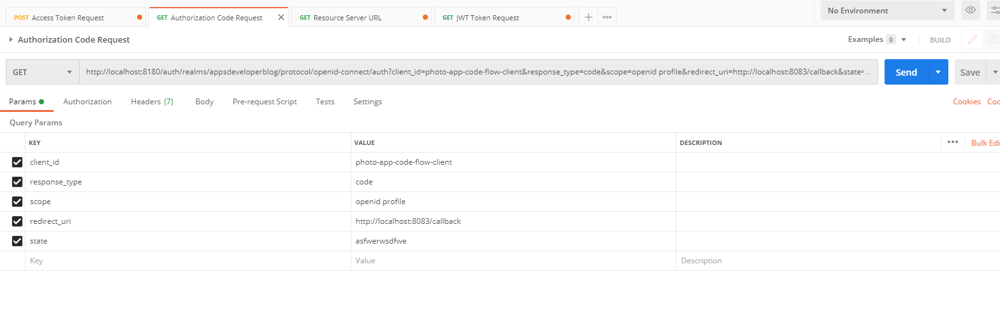 POST Access Token Request GET Authorization Code Request GET Resource Server URL GET JWT Token Request No Environment
Authorization Code Request Examples 0 BUILD
GET http://localhost:8180/auth/realms/appsdeveloperblog/protocol/openid-connect/auth?client_id=photo-app-code-flow-client&response_type=code&scope=openid profile&redirect_uri=http://localhost:8083/callback&state= ... Send Save
Params Authorization Headers (7) Body Pre-request Script Tests Settings Cookies Coo
Query Params
KEY VALUE DESCRIPTION Bulk Edi
client_id photo-app-code-flow-client
response_type code
scope openid profile
redirect_uri http://localhost:8083/callback
state asfwerwsdfwe
Key Value Description